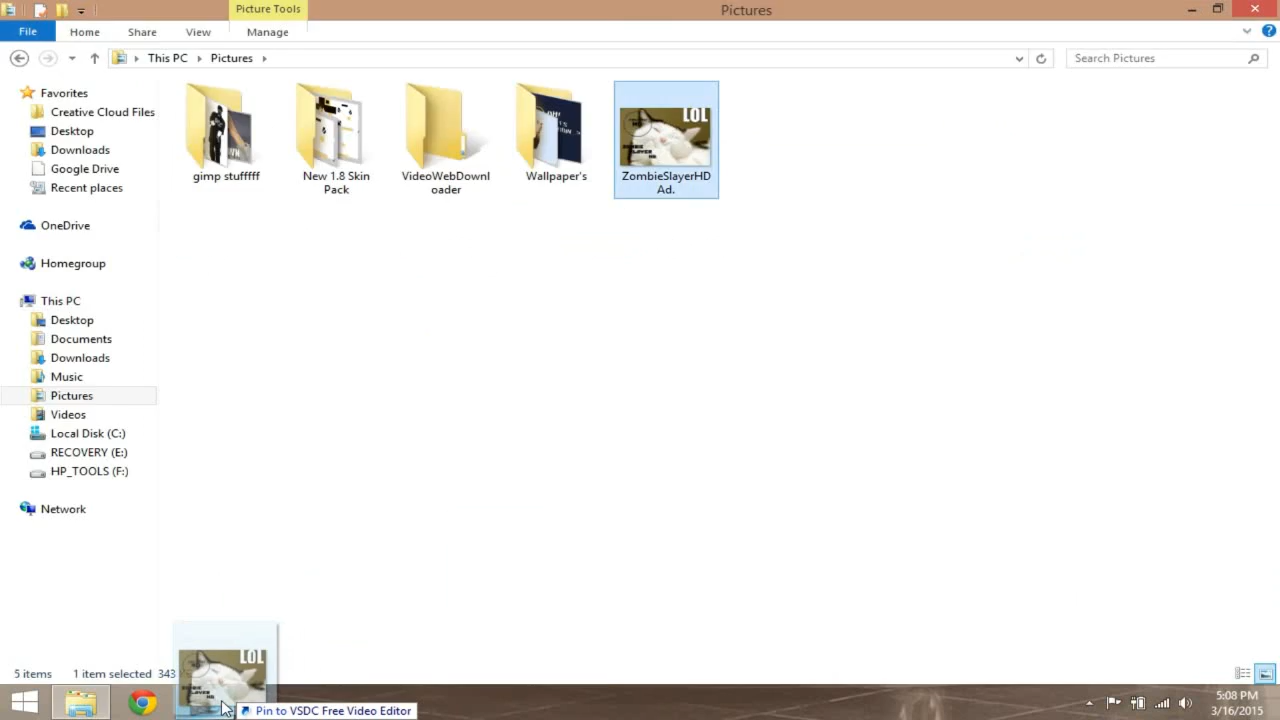 Picture Tools
Pictures
File
Home
Share
View
Manage
This PC
Pictures
Search Pictures
Favorites
Creative Cloud Files
Desktop
Downloads
Google Drive
Recent places
OneDrive
Homegroup
This PC
Desktop
Documents
Downloads
Music
Pictures
Videos
Local Disk (C:)
RECOVERY (E:)
HP_TOOLS (F:)
Network
gimp stufffff
New 1.8 Skin
Pack
VideoWebDownl
oader
Wallpaper's
LOL
ZombieSlayerHD
Ad.
LOL
5 items
1 item selected
343
Pin to VSDC Free Video Editor
5:08 PM
3/16/2015